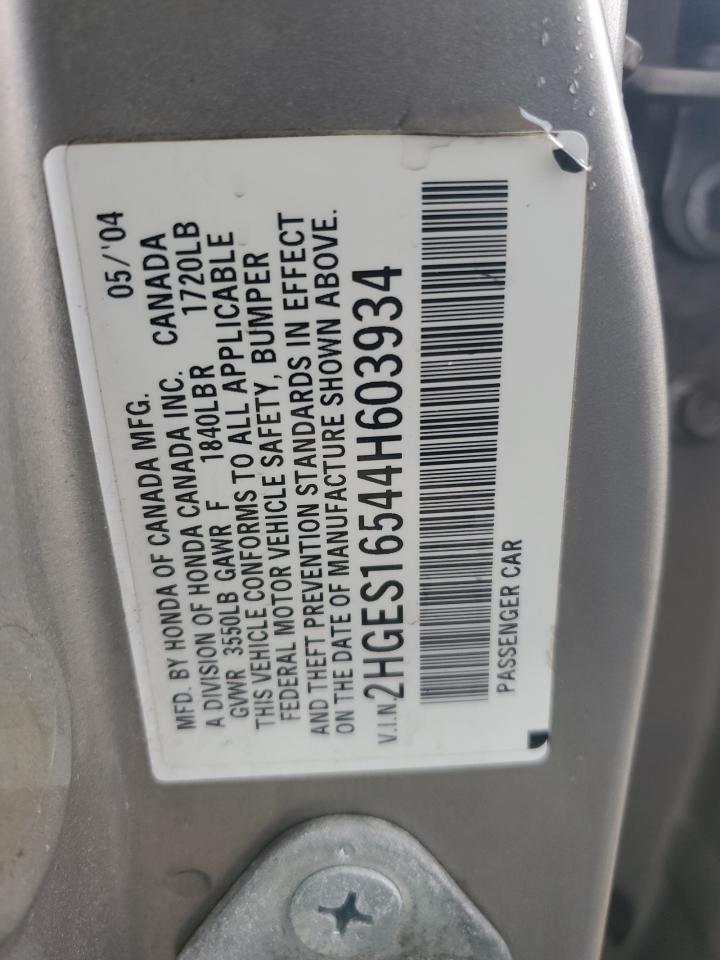 MFD. BY HONDA OF CANADA MFG. 05/'04
A DIVISION OF HONDA CANADA INC. CANADA
GVWR 3550LB GAWR F 1840LBR 1720LB
THIS VEHICLE CONFORMS TO ALL APPLICABLE
FEDERAL MOTOR VEHICLE SAFETY, BUMPER
AND THEFT PREVENTION STANDARDS IN EFFECT
ON THE DATE OF MANUFACTURE SHOWN ABOVE.
V.I.N. 2HGES16544H603934
PASSENGER CAR